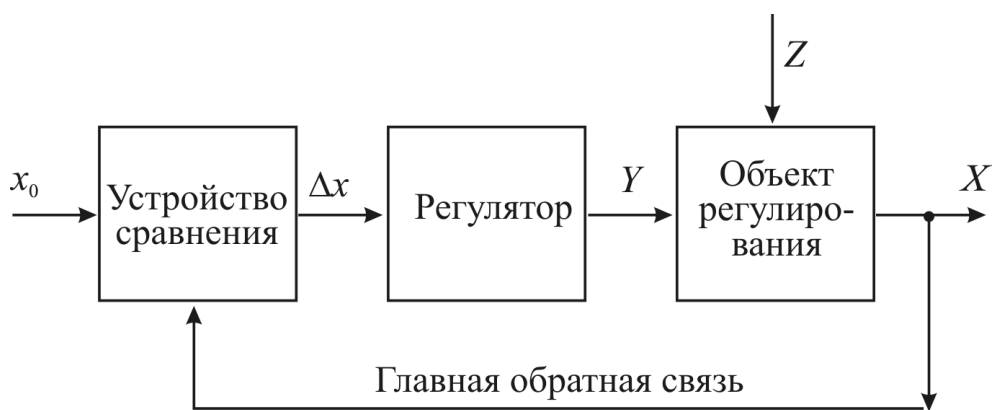 Z
x₀
Устройство
сравнения
Δx
Регулятор
Y
Объект
регулиро-
вания
X
Главная обратная связь